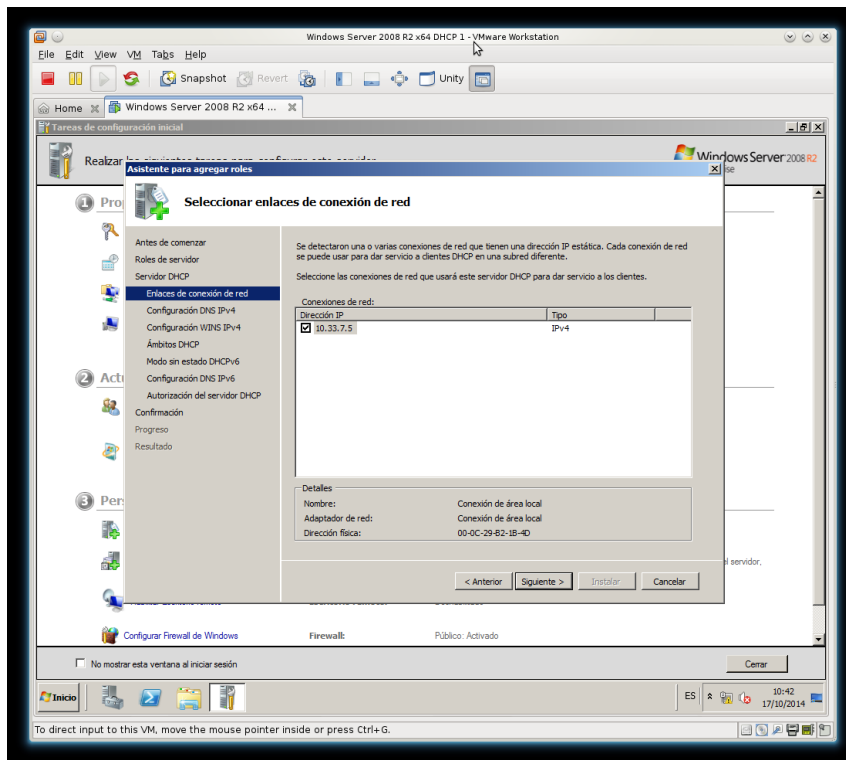 Windows Server 2008 R2 x64 DHCP 1 - VMware Workstation
File Edit View VM Tabs Help
Snapshot Revert Unity
Home Windows Server 2008 R2 x64 ...
Tareas de configuración inicial
Realizar
Windows Server 2008 R2
Asistente para agregar roles
Seleccionar enlaces de conexión de red
Antes de comenzar
Roles de servidor
Servidor DHCP
Enlaces de conexión de red
Configuración DNS IPv4
Configuración WINS IPv4
Ámbitos DHCP
Modo sin estado DHCPv6
Configuración DNS IPv6
Autorización del servidor DHCP
Confirmación
Progreso
Resultado
Se detectaron una o varias conexiones de red que tienen una dirección IP estática. Cada conexión de red
se puede usar para dar servicio a clientes DHCP en una subred diferente.
Seleccione las conexiones de red que usará este servidor DHCP para dar servicio a los clientes.
Conexiones de red:
Dirección IP Tipo
10.33.7.5 IPv4
Detalles
Nombre: Conexión de área local
Adaptador de red: Conexión de área local
Dirección física: 00-0C-29-B2-1B-4D
< Anterior Siguiente > Instalar Cancelar
1 Pro
2 Act
3 Per
el servidor,
Configurar Firewall de Windows Firewall: Público: Activado
No mostrar esta ventana al iniciar sesión Cerrar
Inicio ES 10:42
17/10/2014
To direct input to this VM, move the mouse pointer inside or press Ctrl+G.